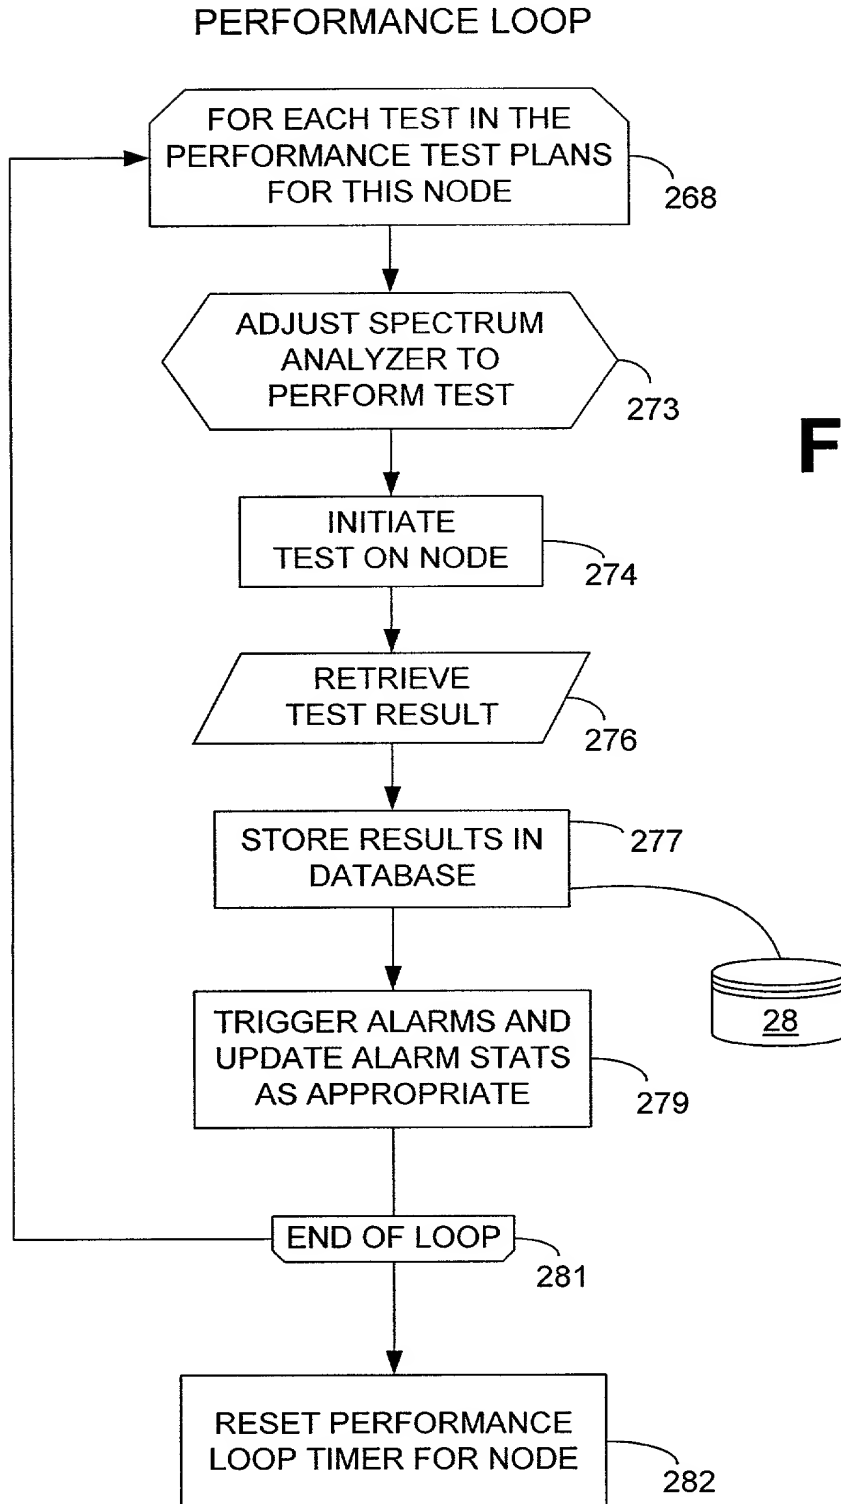 PERFORMANCE LOOP
FOR EACH TEST IN THE
PERFORMANCE TEST PLANS
FOR THIS NODE
268
ADJUST SPECTRUM
ANALYZER TO
PERFORM TEST
273
F
INITIATE
TEST ON NODE
274
RETRIEVE
TEST RESULT
276
STORE RESULTS IN
DATABASE
277
28
TRIGGER ALARMS AND
UPDATE ALARM STATS
AS APPROPRIATE
279
END OF LOOP
281
RESET PERFORMANCE
LOOP TIMER FOR NODE
282